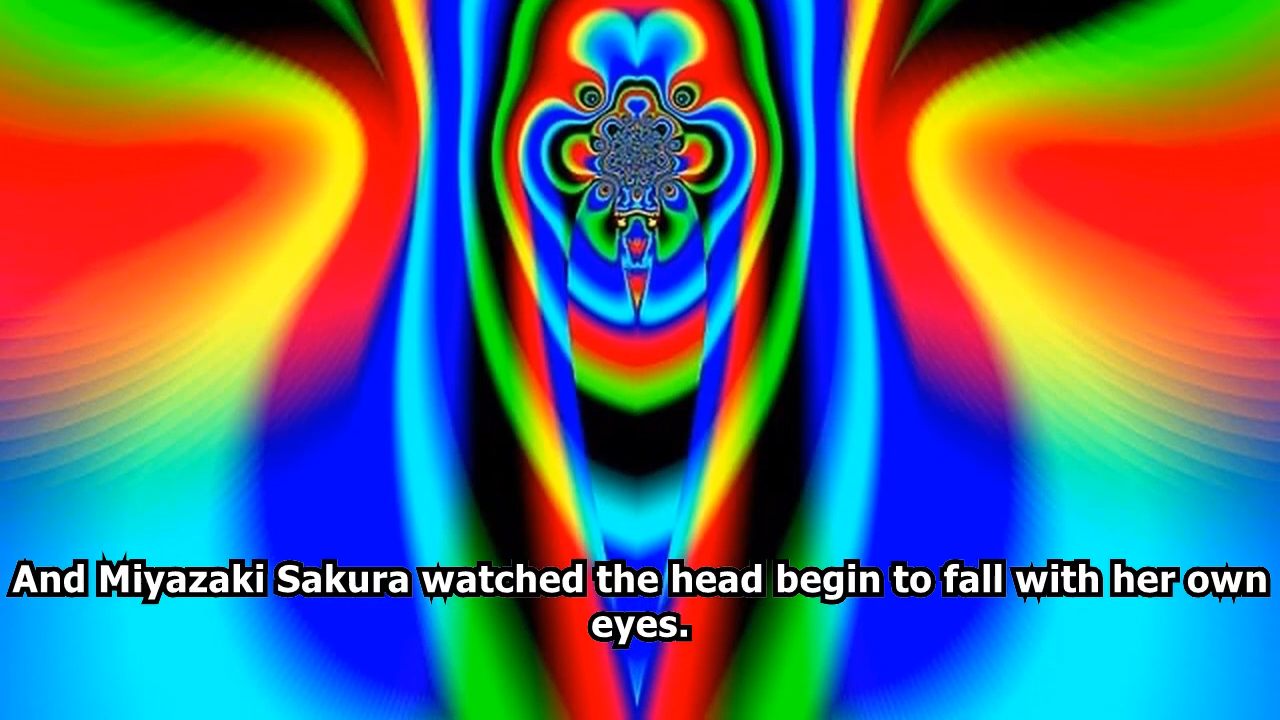 And Miyazaki Sakura watched the head begin to fall with her own
eyes.